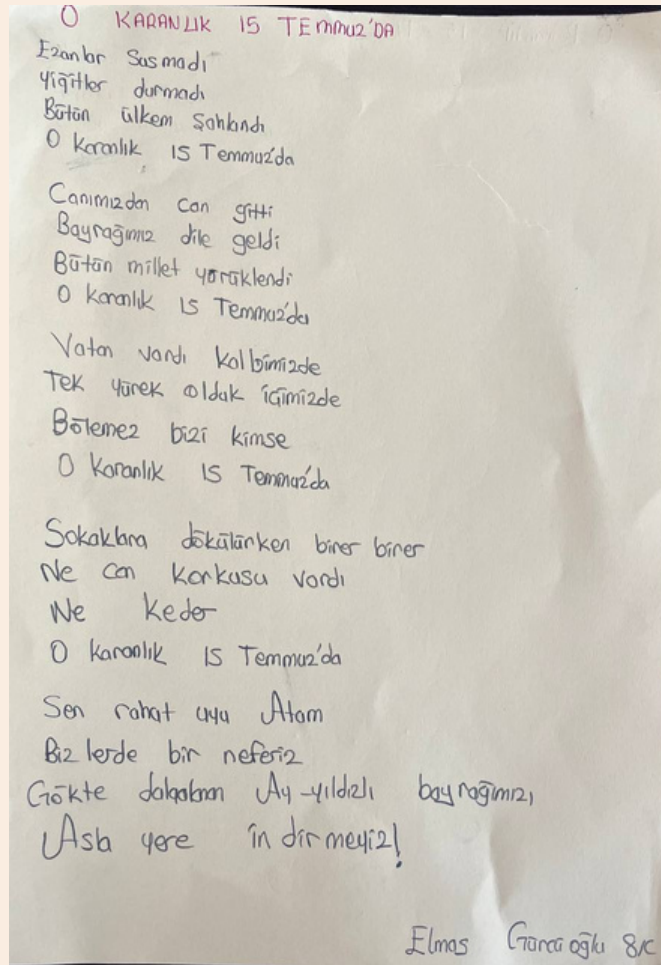 O KARANLIK 15 TEMMUZ'DA
Ezanlar Susmadı
Yiğitler durmadı
Bütün ülkem Şahlandı
O Karanlık 15 Temmuz'da
Canımızdan can gitti
Bayrağımız dile geldi
Bütün millet yürüklendi
O Karanlık 15 Temmuz'da
Vatan vardı kalbimizde
Tek yürek olduk içimizde
Bölemez bizi kimse
O Karanlık 15 Temmuz'da
Sokaklara dökülürken birer birer
Ne can korkusu vardı
Ne keder
O karanlık 15 Temmuz'da
Sen rahat uyu Atam
Bizlerde bir neferiz
Gökte dalgalanan Ay-yıldızlı bayrağımızı,
Asla yere indirmeyiz!
Elmas 8/C